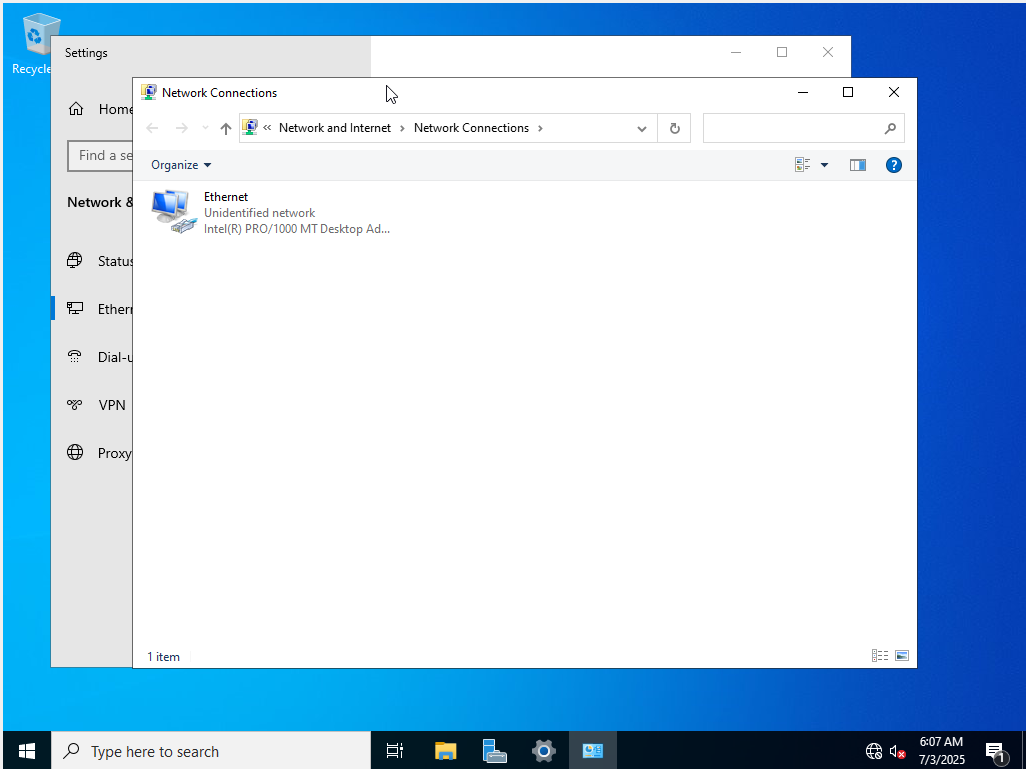 Recycle
Settings
Home
Find a se
Network &
Status
Ethern
Dial-u
VPN
Proxy
Network Connections
« Network and Internet › Network Connections ›
Organize
?
Ethernet
Unidentified network
Intel(R) PRO/1000 MT Desktop Ad...
1 item
Type here to search
6:07 AM
7/3/2025
1